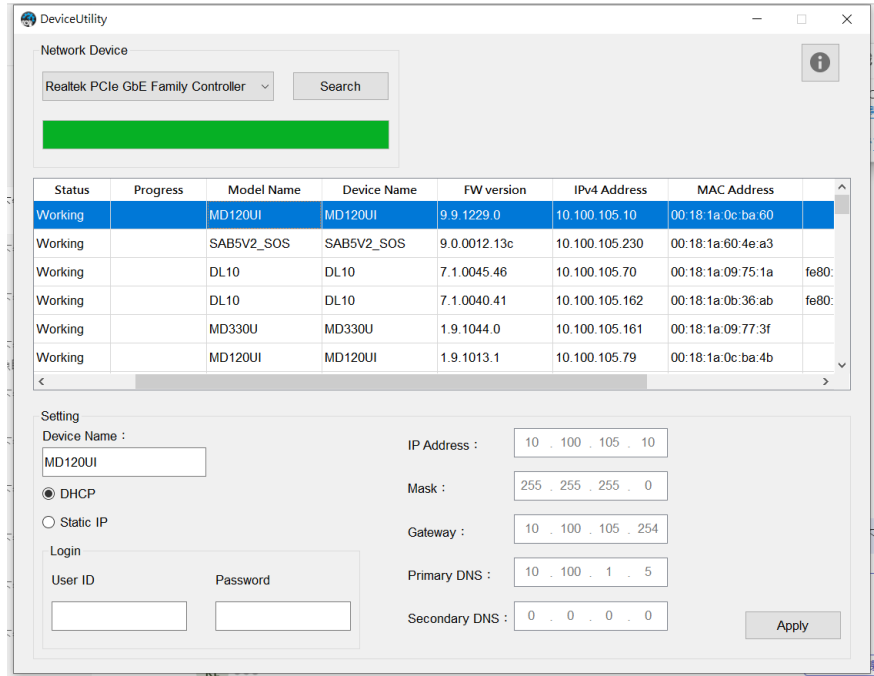 DeviceUtility
Network Device
Realtek PCIe GbE Family Controller Search
Status Progress Model Name Device Name FW version IPv4 Address MAC Address
Working MD120UI MD120UI 9.9.1229.0 10.100.105.10 00:18:1a:0c:ba:60
Working SAB5V2_SOS SAB5V2_SOS 9.0.0012.13c 10.100.105.230 00:18:1a:60:4e:a3
Working DL10 DL10 7.1.0045.46 10.100.105.70 00:18:1a:09:75:1a fe80:
Working DL10 DL10 7.1.0040.41 10.100.105.162 00:18:1a:0b:36:ab fe80:
Working MD330U MD330U 1.9.1044.0 10.100.105.161 00:18:1a:09:77:3f
Working MD120UI MD120UI 1.9.1013.1 10.100.105.79 00:18:1a:0c:ba:4b
Setting
Device Name：
MD120UI
DHCP
Static IP
Login
User ID Password
IP Address： 10 . 100 . 105 . 10
Mask： 255 . 255 . 255 . 0
Gateway： 10 . 100 . 105 . 254
Primary DNS： 10 . 100 . 1 . 5
Secondary DNS： 0 . 0 . 0 . 0
Apply